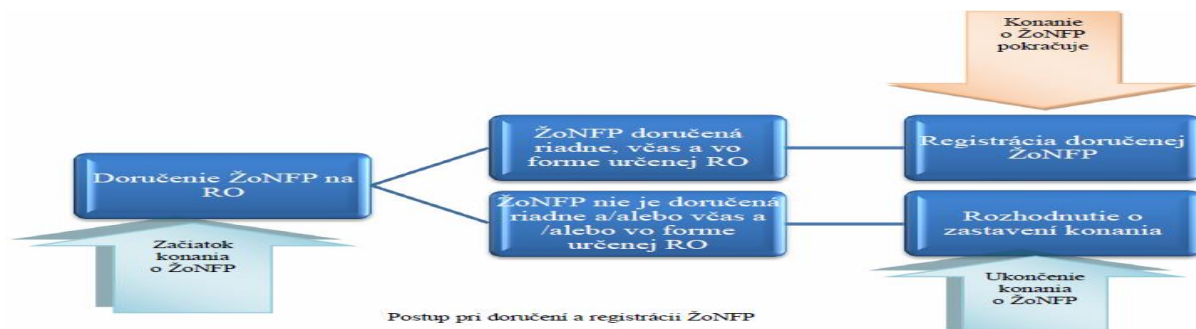 Konanie
o ŽoNFP
pokračuje
ŽoNFP doručená
riadne, včas a vo
forme určenej RO
Registrácia doručenej
ŽoNFP
Doručenie ŽoNFP na
RO
ŽoNFP nie je doručená
riadne a/alebo včas a
/alebo vo forme
určenej RO
Rozhodnutie o
zastavení konania
Začiatok
konania
o ŽoNFP
Ukončenie
konania
o ŽoNFP
Postup pri doručení a registrácii ŽoNFP